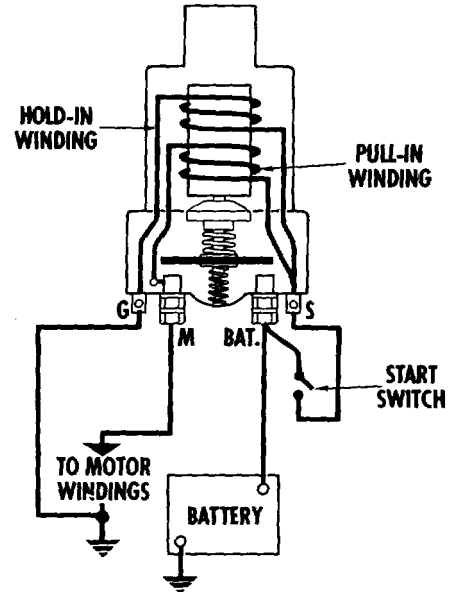 HOLD-IN
WINDING
PULL-IN
WINDING
G
M
BAT.
S
START
SWITCH
TO MOTOR
WINDINGS
BATTERY